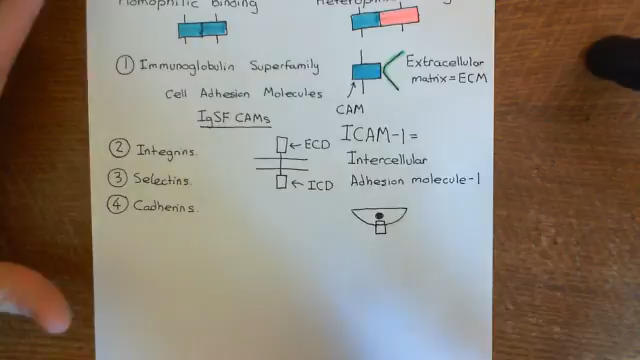 Homophilic Binding
① Immunoglobulin Superfamily
Cell Adhesion Molecules
IgSF CAMs
② Integrins.
③ Selectins.
④ Cadherins.
ECD
ICD
Extracellular
matrix = ECM
CAM
ICAM-1 =
Intercellular
Adhesion molecule-1